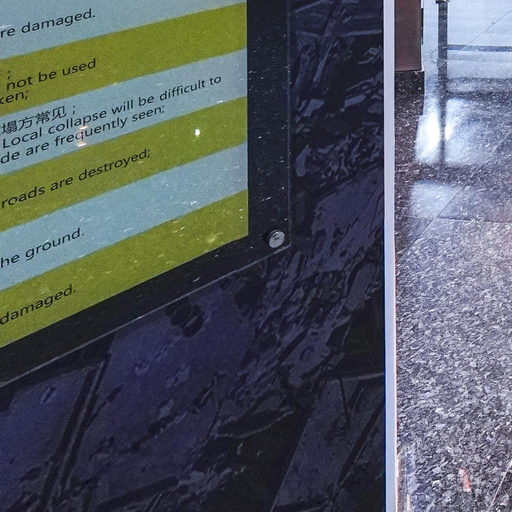 re damaged.
;
not be used
ken;
塌方常见；
Local collapse will be difficult to
de are frequently seen;
roads are destroyed;
he ground.
damaged.